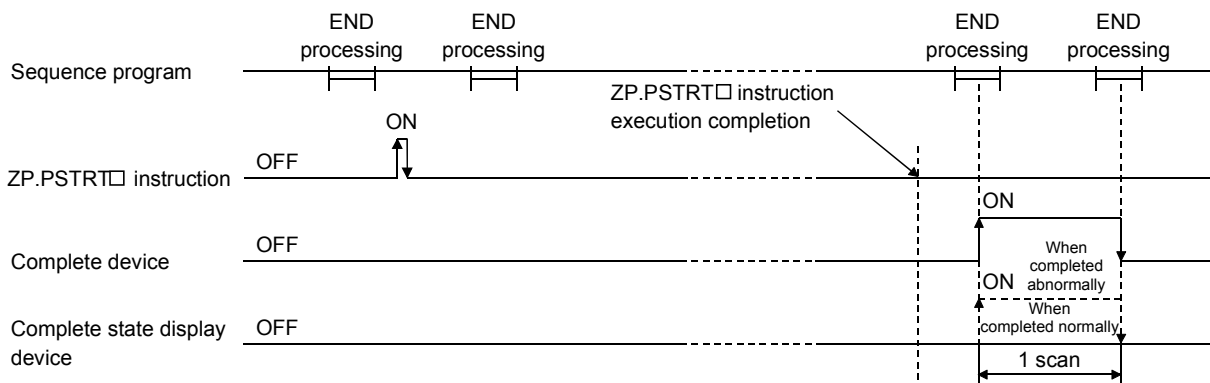 END
processing
END
processing
END
processing
END
processing
Sequence program
ZP.PSTRT□ instruction
execution completion
ON
OFF
ZP.PSTRT□ instruction
ON
OFF
Complete device
When
completed
abnormally
ON
OFF
When
completed normally
Complete state display
device
1 scan